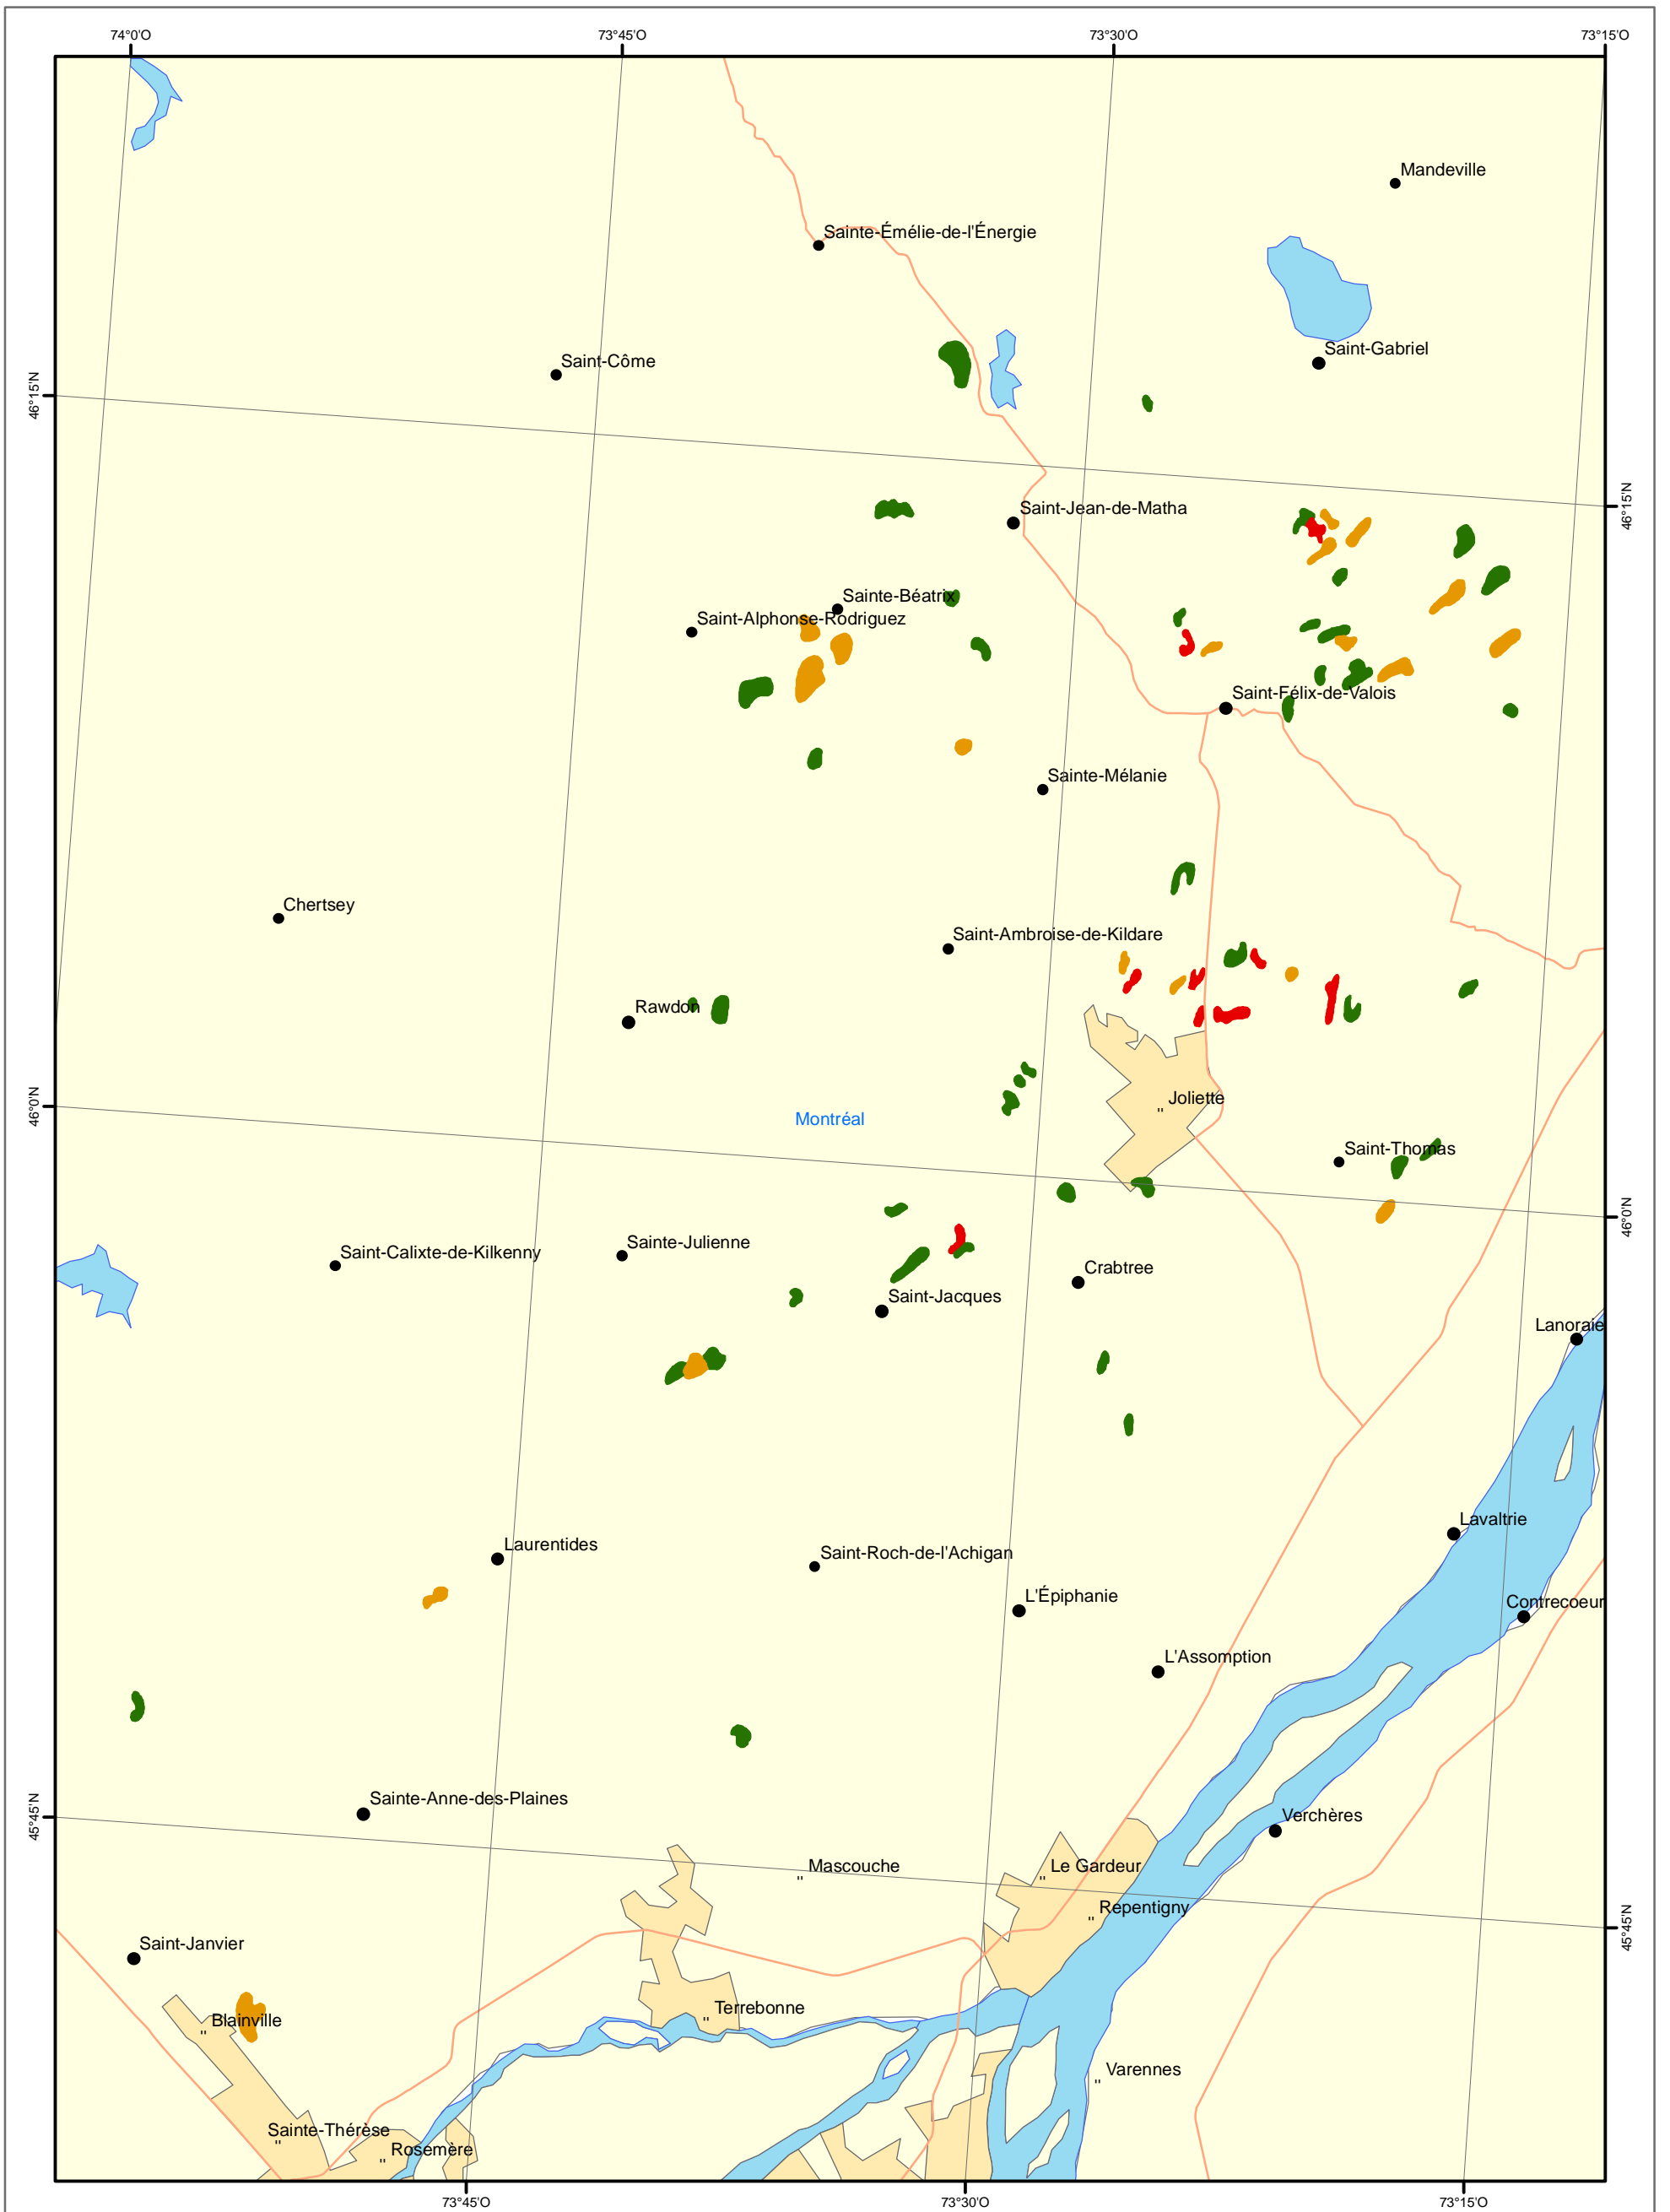 74°0'O
73°45'O
73°30'O
73°15'O
Mandeville
Sainte-Émélie-de-l'Énergie
Saint-Gabriel
Saint-Côme
46°15'N
46°15'N
Saint-Jean-de-Matha
Sainte-Béatrix
Saint-Alphonse-Rodriguez
Saint-Félix-de-Valois
Sainte-Mélanie
Chertsey
Saint-Ambroise-de-Kildare
Rawdon
Joliette
46°0'N
Montréal
Saint-Thomas
46°0'N
Sainte-Julienne
Saint-Calixte-de-Kilkenny
Crabtree
Saint-Jacques
Lanoraie
Lavaltrie
Laurentides
Saint-Roch-de-l'Achigan
L'Épiphanie
Contrecoeur
L'Assomption
Sainte-Anne-des-Plaines
45°45'N
Verchères
Mascouche
Le Gardeur
Repentigny
45°45'N
Saint-Janvier
Terrebonne
Blainville
Varennes
Sainte-Thérèse
Rosemère
73°45'O
73°30'O
73°15'O